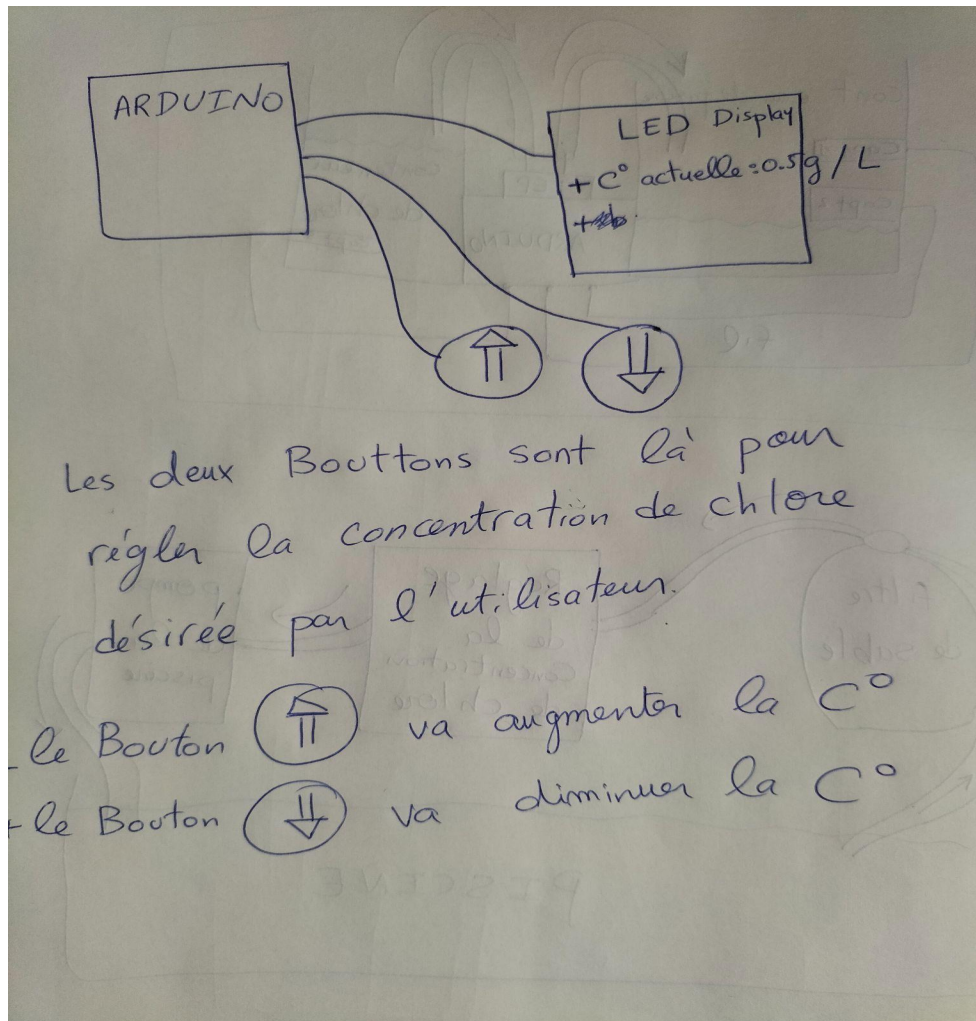 ARDUINO
LED Display
+ C° actuelle = 0.5g / L
+
Les deux Bouttons sont là pour
régler la concentration de chlore
désirée par l'utilisateur.
- le Bouton ⇑ va augmenter la C°
+ le Bouton ⇓ va diminuer la C°